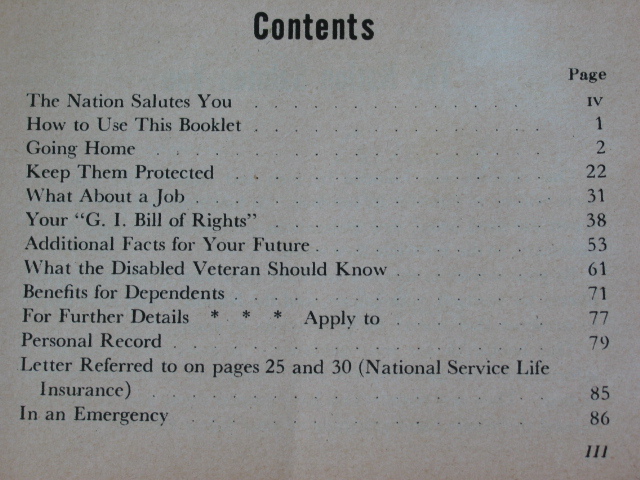 Contents
Page
The Nation Salutes You . . . . . . . . . . . IV
How to Use This Booklet . . . . . . . . . . . 1
Going Home . . . . . . . . . . . . . . 2
Keep Them Protected . . . . . . . . . . . . 22
What About a Job . . . . . . . . . . . . . 31
Your "G. I. Bill of Rights" . . . . . . . . . . 38
Additional Facts for Your Future . . . . . . . . . 53
What the Disabled Veteran Should Know . . . . . . 61
Benefits for Dependents . . . . . . . . . . . . 71
For Further Details * * * Apply to . . . . . . 77
Personal Record . . . . . . . . . . . . . . 79
Letter Referred to on pages 25 and 30 (National Service Life
Insurance) . . . . . . . . . . . . . . 85
In an Emergency . . . . . . . . . . . . . 86
III